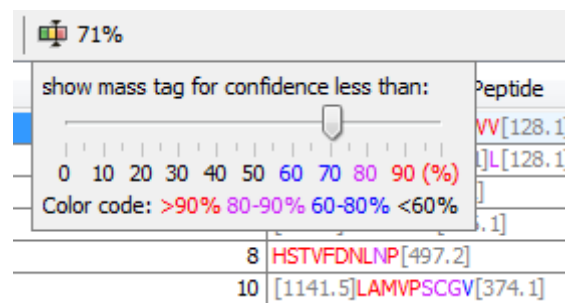 71%
show mass tag for confidence less than:
Peptide
VV[128.1]
]L[128.1]
0 10 20 30 40 50 60 70 80 90 (%)
]
Color code: >90% 80-90% 60-80% <60%
.1]
8 HSTVFDNLNP[497.2]
10 [1141.5]LAMVPSCGV[374.1]